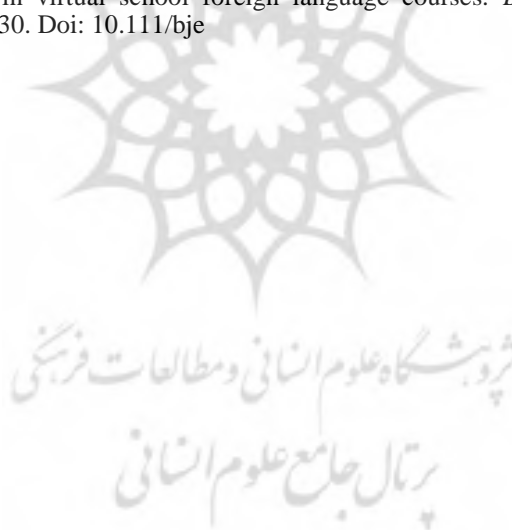 in virtual school foreign language courses.
30. Doi: 10.111/bje
پژوهشگاه علوم انسانی و مطالعات فرهنگی
پرتال جامع علوم انسانی